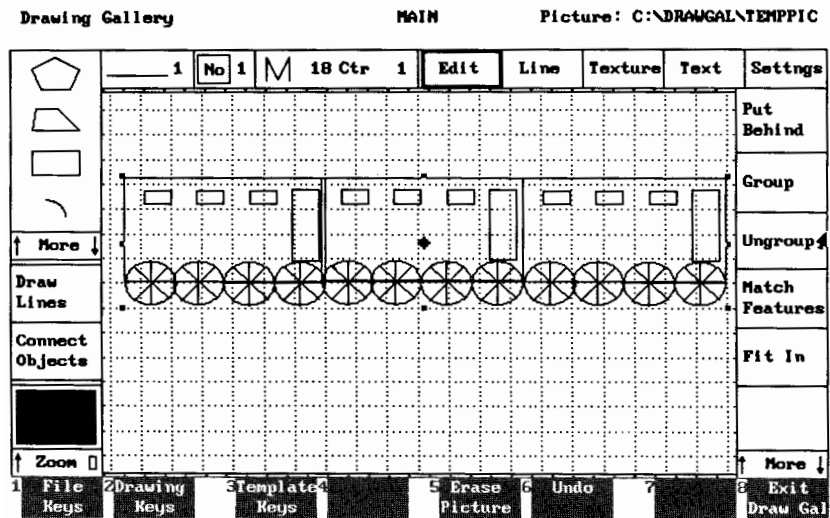 Drawing Gallery MAIN Picture: C:\DRAWGAL\TEMPPIC
1 No 1 M 18 Ctr 1 Edit Line Texture Text Settngs
Put
Behind
Group
Ungroup
Match
Features
Fit In
↑ More ↓
↑ More ↓
Draw
Lines
Connect
Objects
↑ Zoom
1 File Keys
2 Drawing Keys
3 Template Keys
4
5 Erase Picture
6 Undo
7
8 Exit Draw Gal